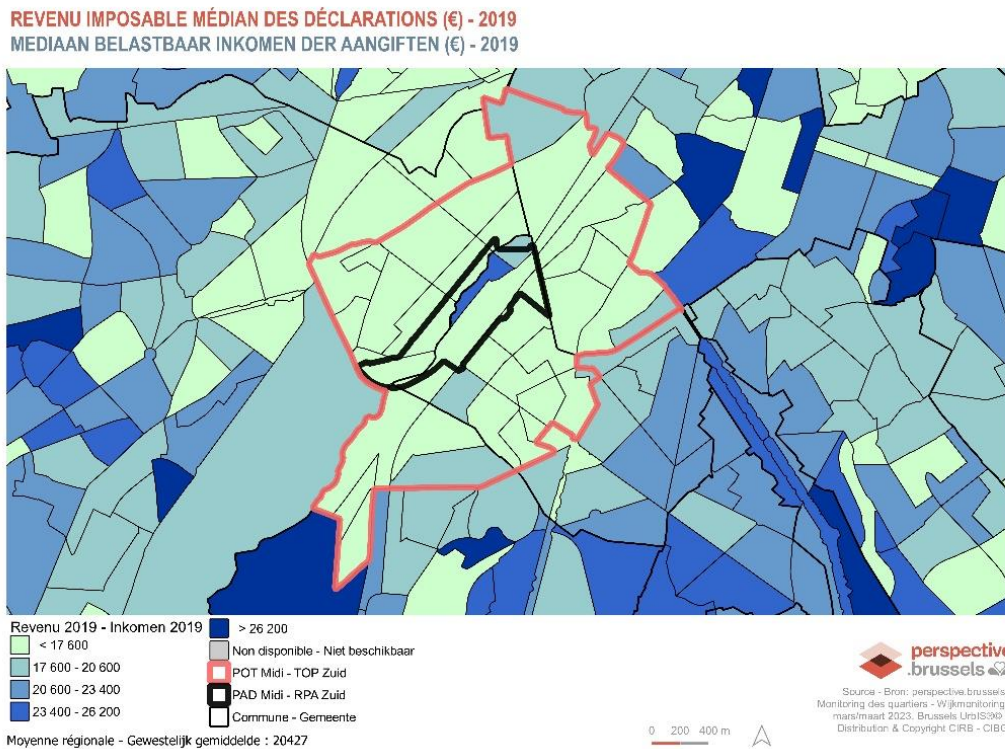 REVENU IMPOSABLE MÉDIAN DES DÉCLARATIONS (€) - 2019
MEDIAAN BELASTBAAR INKOMEN DER AANGIFTEN (€) - 2019
Revenu 2019 - Inkomen 2019
< 17 600
17 600 - 20 600
20 600 - 23 400
23 400 - 26 200
> 26 200
Non disponible - Niet beschikbaar
POT Midi - TOP Zuid
PAD Midi - RPA Zuid
Commune - Gemeente
Moyenne régionale - Gewestelijk gemiddelde : 20427
0 200 400 m
perspective
.brussels
Source - Bron: perspective.brussels
Monitoring des quartiers - Wijkmonitoring
mars/maart 2023. Brussels UrbIS
Distribution & Copyright CIRB - CIBG